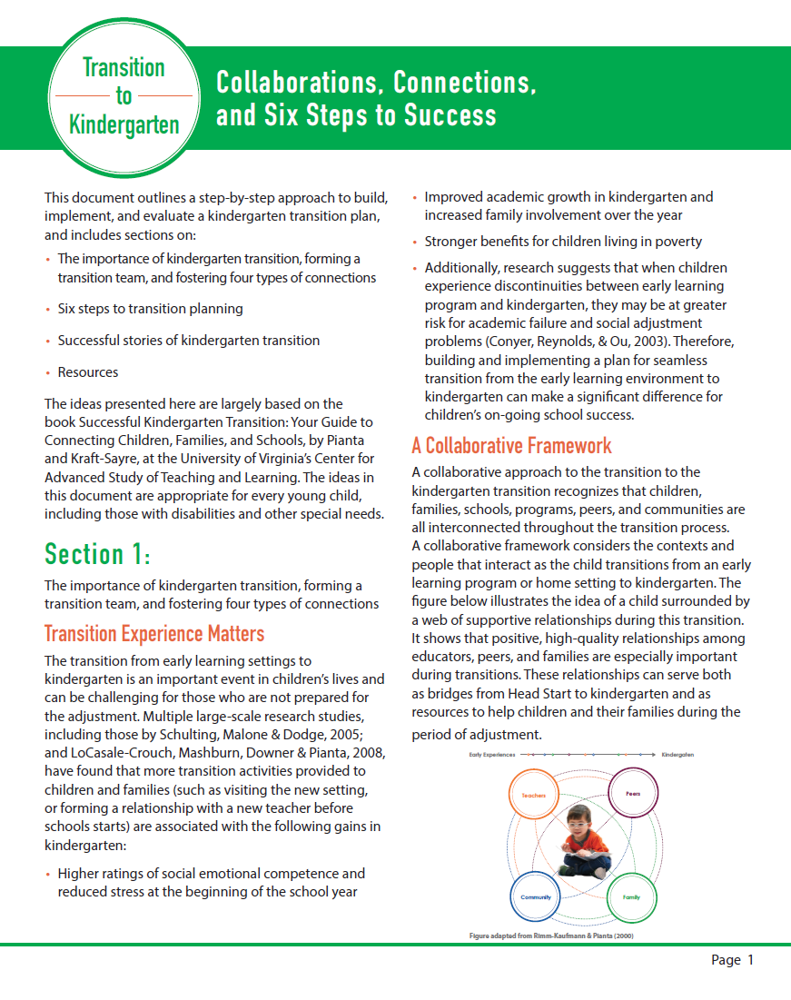 Transition
to
Kindergarten
Collaborations, Connections,
and Six Steps to Success
This document outlines a step-by-step approach to build,
implement, and evaluate a kindergarten transition plan,
and includes sections on:
• The importance of kindergarten transition, forming a
transition team, and fostering four types of connections
• Six steps to transition planning
• Successful stories of kindergarten transition
• Resources
The ideas presented here are largely based on the
book Successful Kindergarten Transition: Your Guide to
Connecting Children, Families, and Schools, by Pianta
and Kraft-Sayre, at the University of Virginia’s Center for
Advanced Study of Teaching and Learning. The ideas in
this document are appropriate for every young child,
including those with disabilities and other special needs.
Section 1:
The importance of kindergarten transition, forming a
transition team, and fostering four types of connections
Transition Experience Matters
The transition from early learning settings to
kindergarten is an important event in children’s lives and
can be challenging for those who are not prepared for
the adjustment. Multiple large-scale research studies,
including those by Schulting, Malone & Dodge, 2005;
and LoCasale-Crouch, Mashburn, Downer & Pianta, 2008,
have found that more transition activities provided to
children and families (such as visiting the new setting,
or forming a relationship with a new teacher before
schools starts) are associated with the following gains in
kindergarten:
• Higher ratings of social emotional competence and
reduced stress at the beginning of the school year
• Improved academic growth in kindergarten and
increased family involvement over the year
• Stronger benefits for children living in poverty
• Additionally, research suggests that when children
experience discontinuities between early learning
program and kindergarten, they may be at greater
risk for academic failure and social adjustment
problems (Conyer, Reynolds, & Ou, 2003). Therefore,
building and implementing a plan for seamless
transition from the early learning environment to
kindergarten can make a significant difference for
children’s on-going school success.
A Collaborative Framework
A collaborative approach to the transition to the
kindergarten transition recognizes that children,
families, schools, programs, peers, and communities are
all interconnected throughout the transition process.
A collaborative framework considers the contexts and
people that interact as the child transitions from an early
learning program or home setting to kindergarten. The
figure below illustrates the idea of a child surrounded by
a web of supportive relationships during this transition.
It shows that positive, high-quality relationships among
educators, peers, and families are especially important
during transitions. These relationships can serve both
as bridges from Head Start to kindergarten and as
resources to help children and their families during the
period of adjustment.
Early Experiences Kindergaten
Teachers
Peers
Community
Family
Figure adapted from Rimm-Kaufmann & Pianta (2000)
Page 1